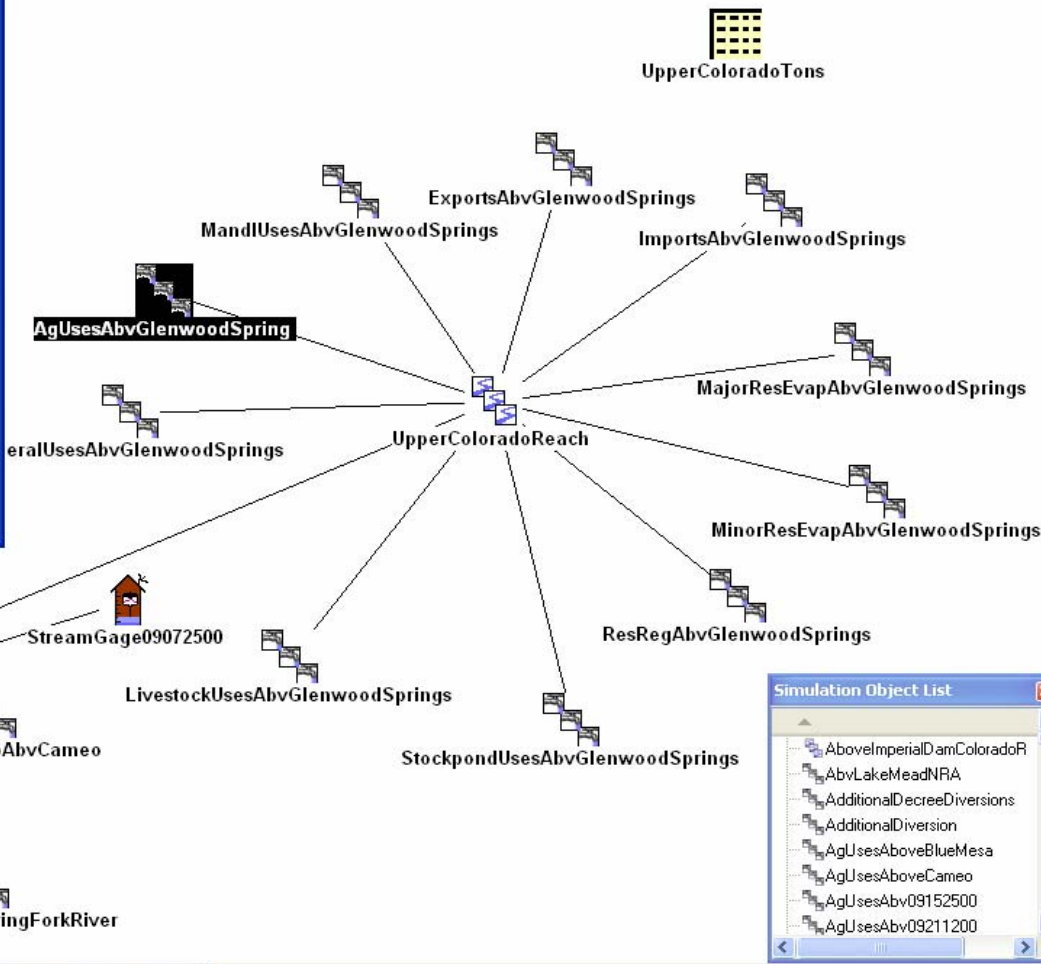 UpperColoradoTons
ExportsAbvGlenwoodSprings
MandIUsesAbvGlenwoodSprings
ImportsAbvGlenwoodSprings
AgUsesAbvGlenwoodSpring
MajorResEvapAbvGlenwoodSprings
UpperColoradoReach
eralUsesAbvGlenwoodSprings
MinorResEvapAbvGlenwoodSprings
StreamGage09072500
ResRegAbvGlenwoodSprings
LivestockUsesAbvGlenwoodSprings
StockpondUsesAbvGlenwoodSprings
AbvCameo
ingForkRiver
Simulation Object List
AboveImperialDamColoradoR
AbvLakeMeadNRA
AdditionalDecreeDiversions
AdditionalDiversion
AgUsesAboveBlueMesa
AgUsesAboveCameo
AgUsesAbv09152500
AgUsesAbv09211200